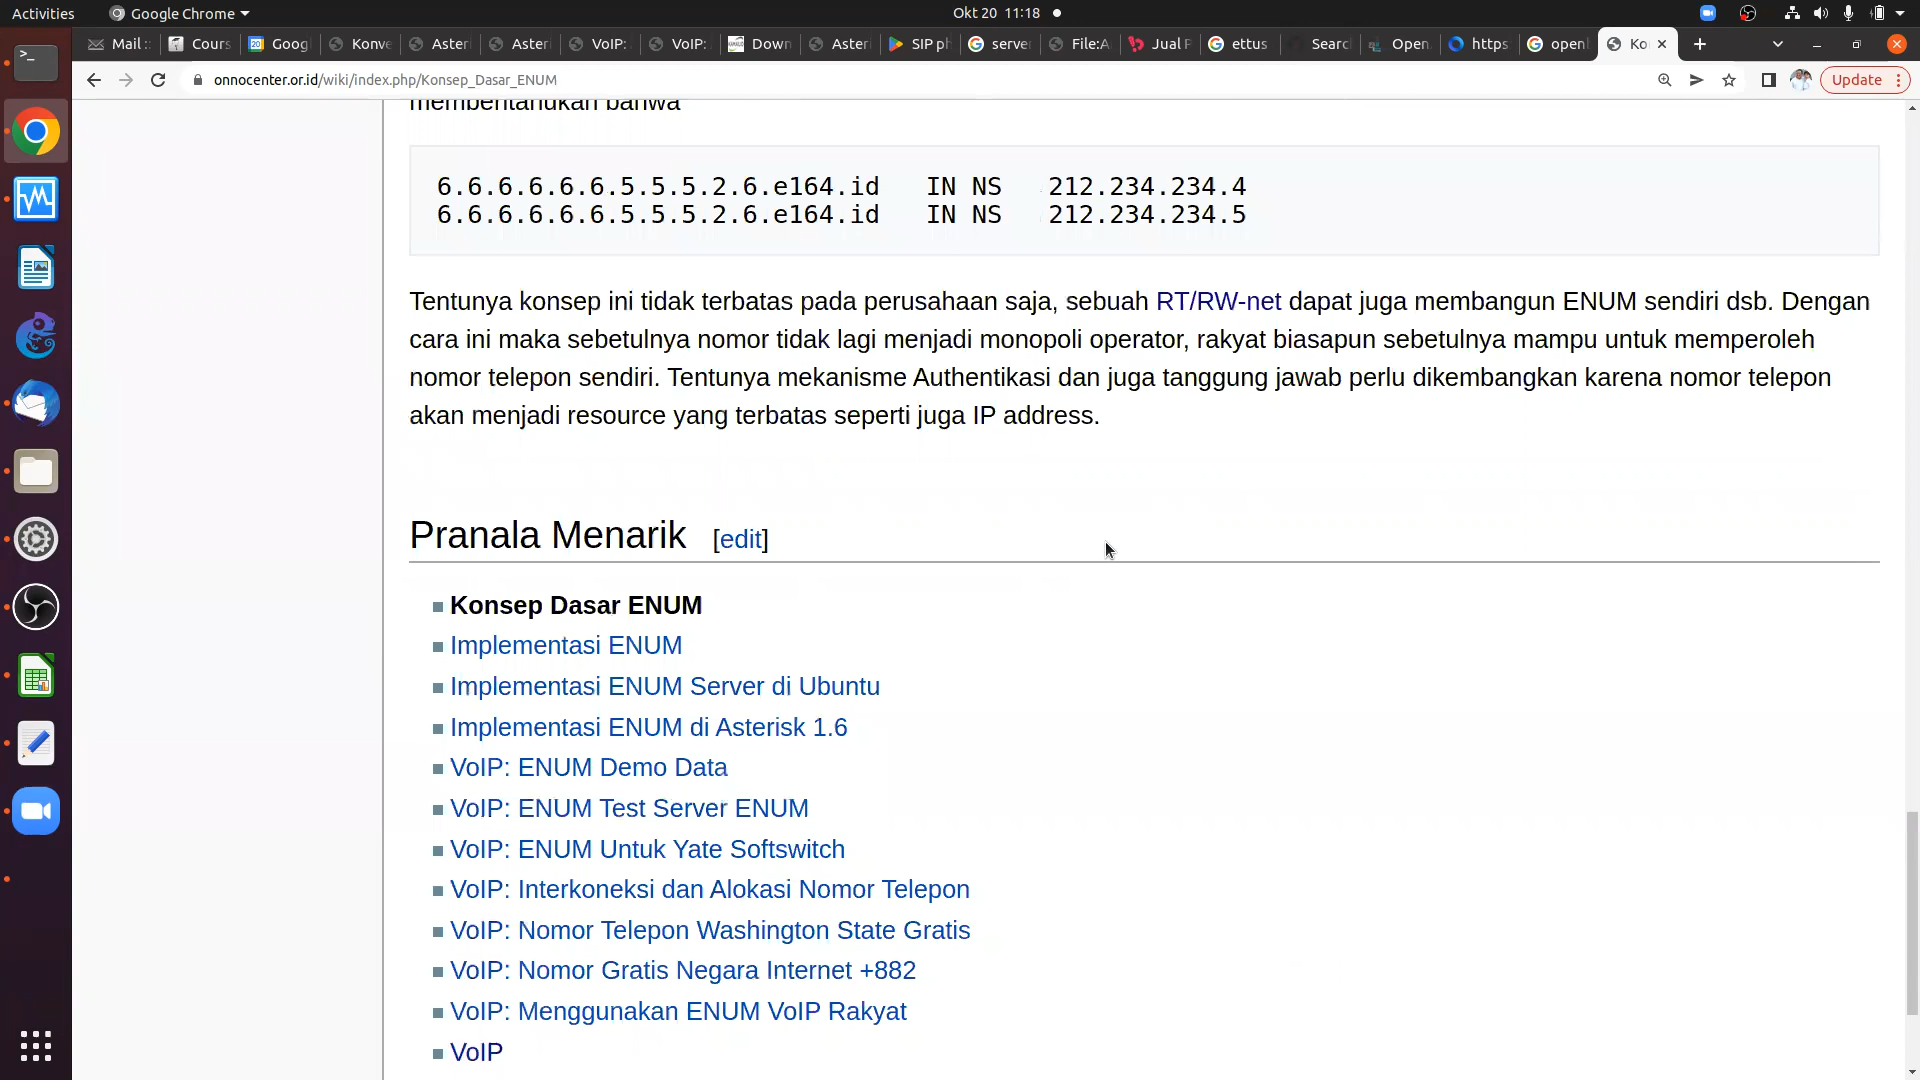 Activities
Google Chrome
Okt 20 11:18
Mail :
Cours
20
Goog
Konve
Aster
Aster
VoIP:
VoIP:
Down
Aster
SIP ph
server
File:A
Jual P
ettus
Searc
Open
https
openl
Ko
onnocenter.or.id/wiki/index.php/Konsep_Dasar_ENUM
Update
memberitahukan bahwa
6.6.6.6.6.6.5.5.5.2.6.e164.id IN NS 212.234.234.4
6.6.6.6.6.6.5.5.5.2.6.e164.id IN NS 212.234.234.5
Tentunya konsep ini tidak terbatas pada perusahaan saja, sebuah RT/RW-net dapat juga membangun ENUM sendiri dsb. Dengan
cara ini maka sebetulnya nomor tidak lagi menjadi monopoli operator, rakyat biasapun sebetulnya mampu untuk memperoleh
nomor telepon sendiri. Tentunya mekanisme Authentikasi dan juga tanggung jawab perlu dikembangkan karena nomor telepon
akan menjadi resource yang terbatas seperti juga IP address.
Pranala Menarik [edit]
Konsep Dasar ENUM
Implementasi ENUM
Implementasi ENUM Server di Ubuntu
Implementasi ENUM di Asterisk 1.6
VoIP: ENUM Demo Data
VoIP: ENUM Test Server ENUM
VoIP: ENUM Untuk Yate Softswitch
VoIP: Interkoneksi dan Alokasi Nomor Telepon
VoIP: Nomor Telepon Washington State Gratis
VoIP: Nomor Gratis Negara Internet +882
VoIP: Menggunakan ENUM VoIP Rakyat
VoIP